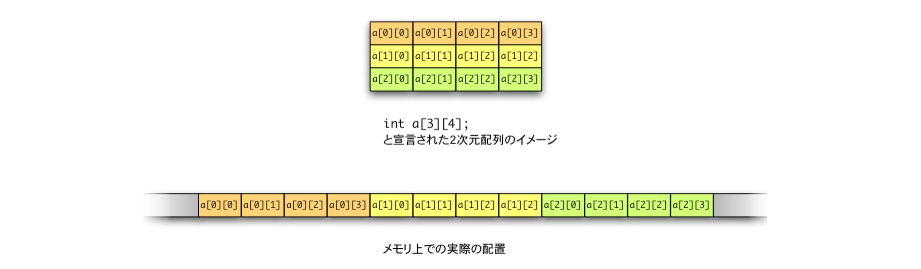 a[0][0] a[0][1] a[0][2] a[0][3]
a[1][0] a[1][1] a[1][2] a[1][2]
a[2][0] a[2][1] a[2][2] a[2][3]
int a[3][4];
と宣言された2次元配列のイメージ
a[0][0] a[0][1] a[0][2] a[0][3] a[1][0] a[1][1] a[1][2] a[1][2] a[2][0] a[2][1] a[2][2] a[2][3]
メモリ上での実際の配置